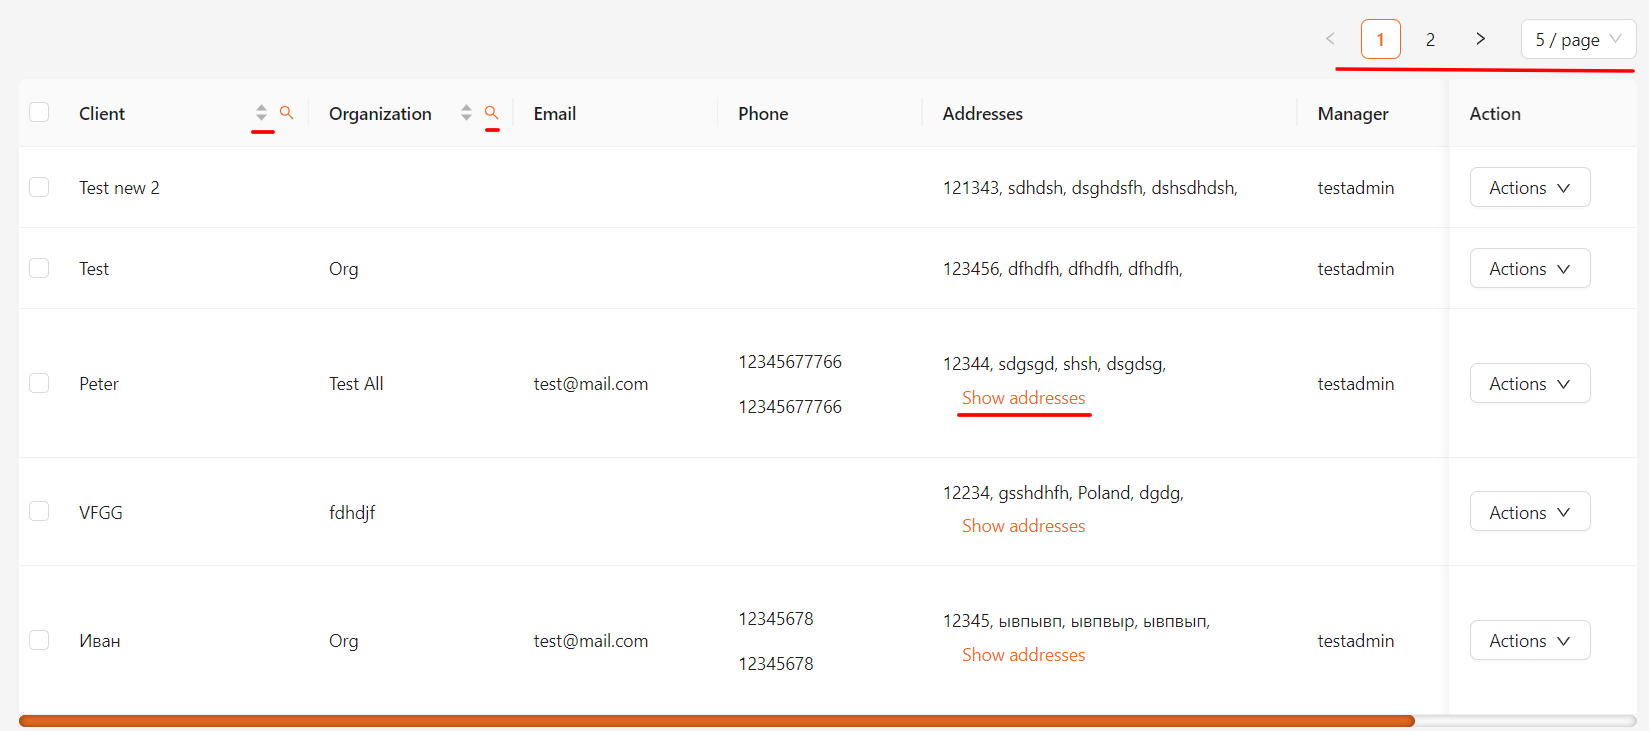 1 2 5 / page
Client Organization Email Phone Addresses Manager Action
Test new 2 121343, sdhdsh, dsghdsfh, dshsdhdsh, testadmin Actions
Test Org 123456, dfhdfh, dfhdfh, dfhdfh, testadmin Actions
12345677766 12344, sdgsgd, shsh, dsgdsg,
Peter Test All test@mail.com testadmin Actions
12345677766 Show addresses
12234, gsshdhfh, Poland, dgdg,
VFGG fdhdjf Actions
Show addresses
12345678 12345, ывпывп, ывпвыр, ывпвып,
Иван Org test@mail.com testadmin Actions
12345678 Show addresses